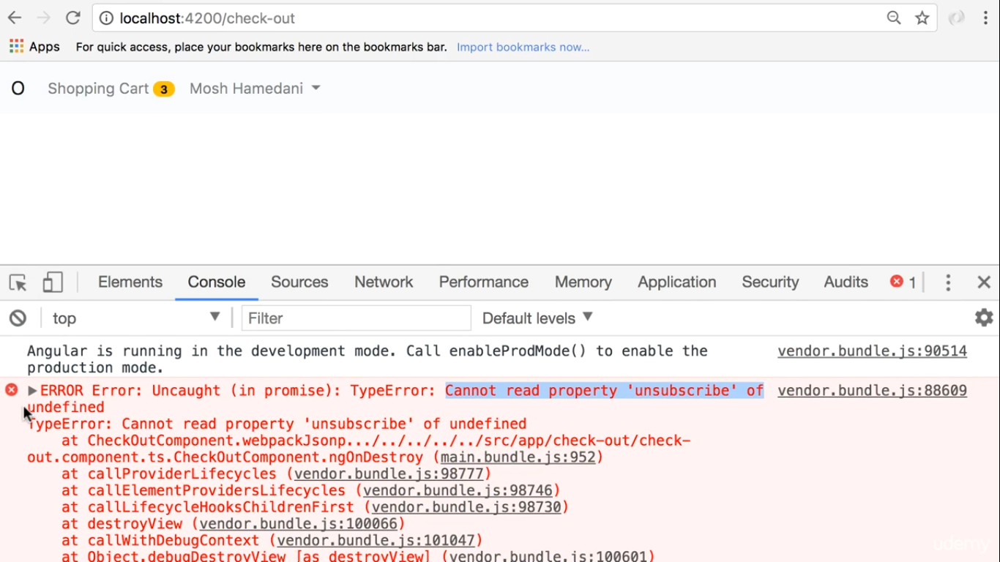 localhost:4200/check-out
Apps For quick access, place your bookmarks here on the bookmarks bar. Import bookmarks now...
O Shopping Cart 3 Mosh Hamedani
Elements Console Sources Network Performance Memory Application Security Audits 1
top Filter Default levels
Angular is running in the development mode. Call enableProdMode() to enable the vendor.bundle.js:90514
production mode.
ERROR Error: Uncaught (in promise): TypeError: Cannot read property 'unsubscribe' of vendor.bundle.js:88609
undefined
TypeError: Cannot read property 'unsubscribe' of undefined
at CheckOutComponent.webpackJsonp.../../../../../src/app/check-out/check-
out.component.ts.CheckOutComponent.ngOnDestroy (main.bundle.js:952)
at callProviderLifecycles (vendor.bundle.js:98777)
at callElementProvidersLifecycles (vendor.bundle.js:98746)
at callLifecycleHooksChildrenFirst (vendor.bundle.js:98730)
at destroyView (vendor.bundle.js:100066)
at callWithDebugContext (vendor.bundle.js:101047)
at Object.debugDestroyView [as destroyView] (vendor.bundle.js:100601)
udemy